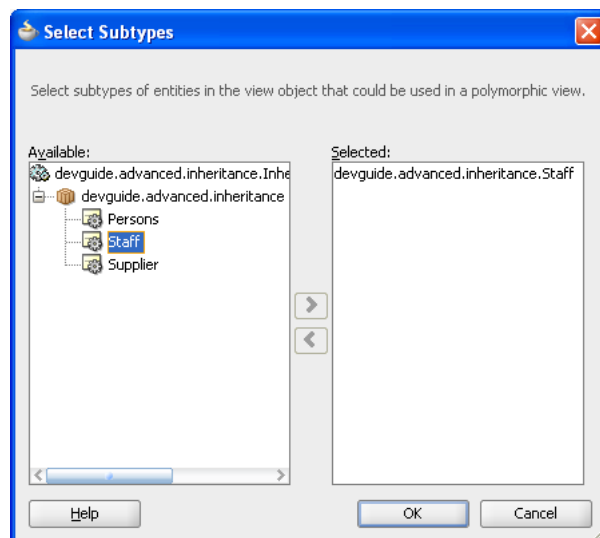 Select Subtypes
Select subtypes of entities in the view object that could be used in a polymorphic view.
Available:
devguide.advanced.inheritance.Inhe
devguide.advanced.inheritance
Persons
Staff
Supplier
Selected:
devguide.advanced.inheritance.Staff
Help
OK
Cancel